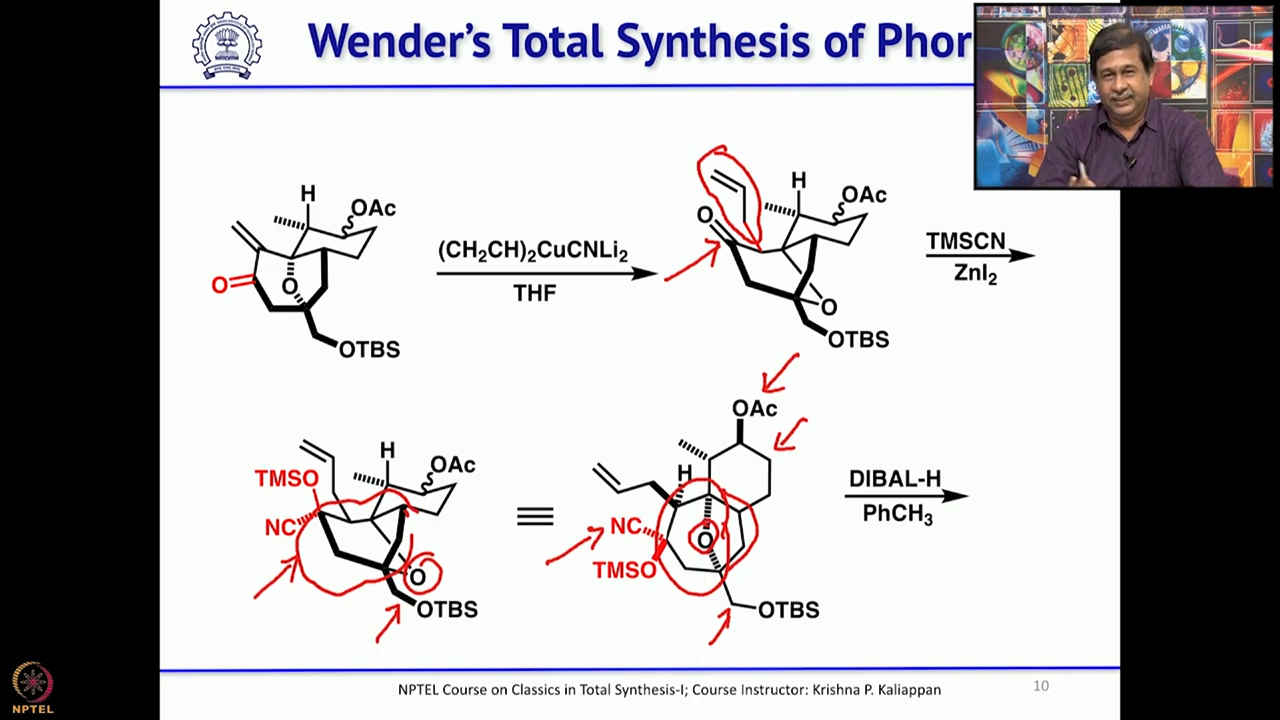 Wender's Total Synthesis of Phor
H
OAc
O
O
OTBS
(CH₂CH)₂CuCNLi₂
THF
O
H
OAc
O
OTBS
TMSCN
ZnI₂
TMSO
H
OAc
NC
O
OTBS
OAc
H
NC
O
TMSO
OTBS
DIBAL-H
PhCH₃
NPTEL
NPTEL Course on Classics in Total Synthesis-I; Course Instructor: Krishna P. Kaliappan
10